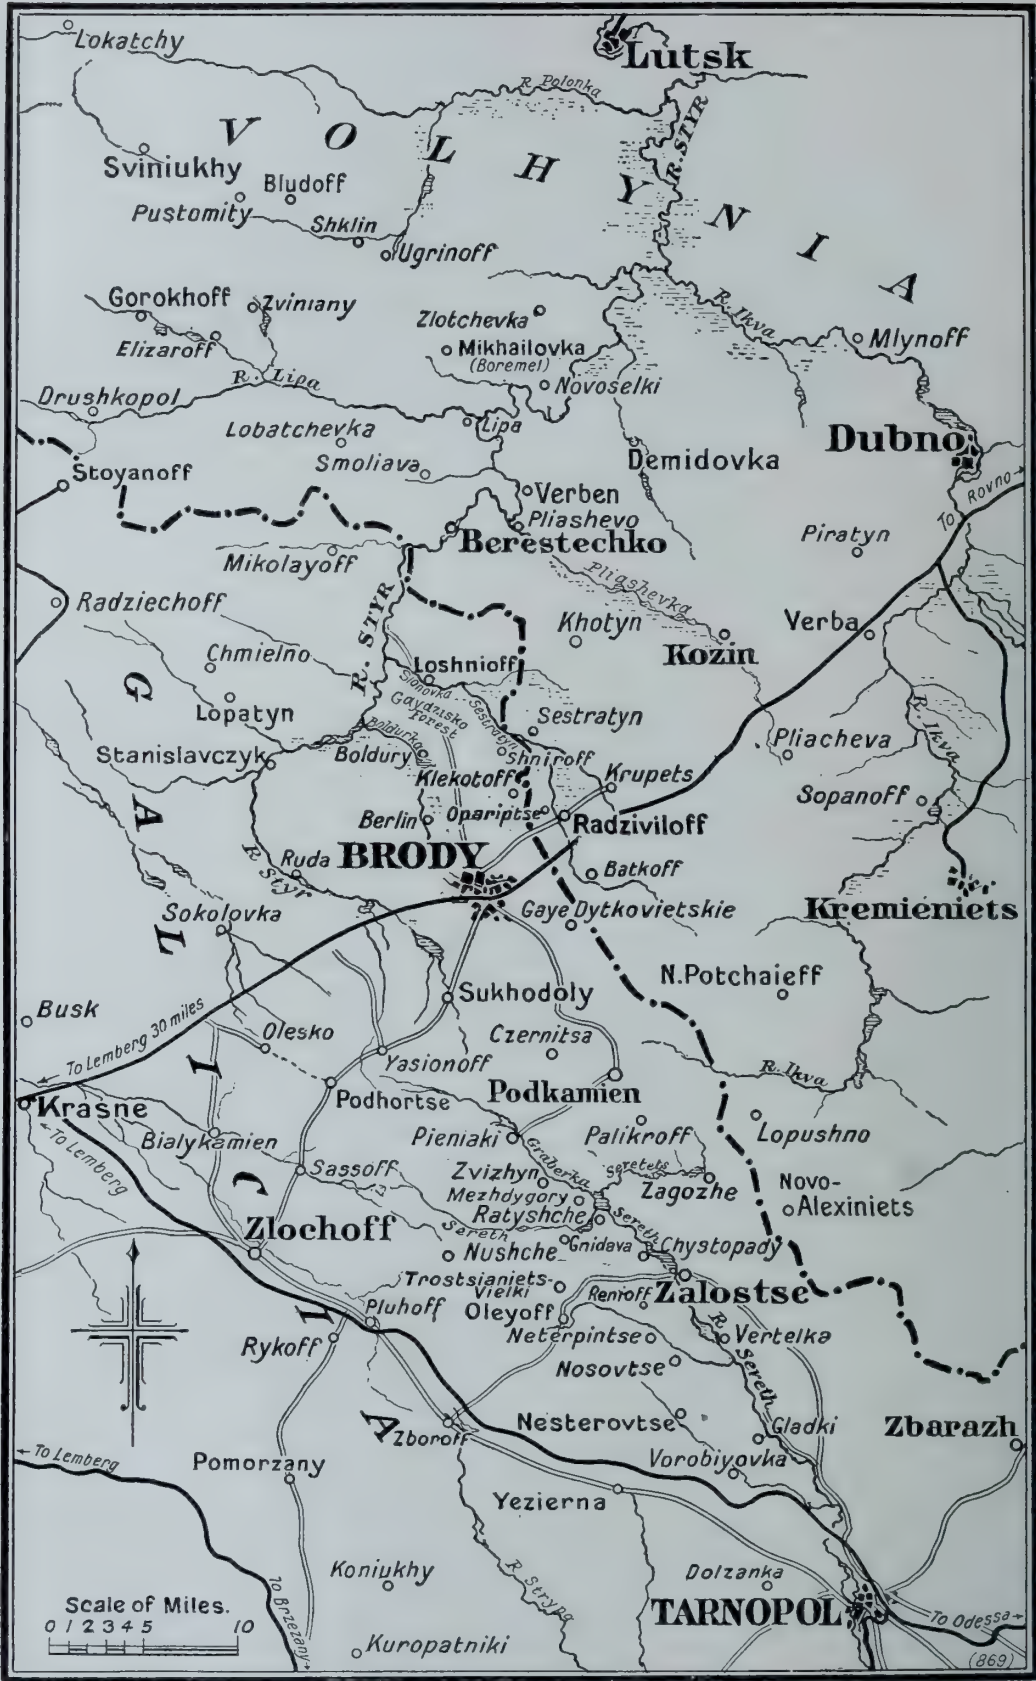 Lokatchy
Lutsk
R. Polonka
R. STYR
VOLHYNIA
Sviniukhy
Bludoff
Pustomity
Shklin
Ugrinoff
Gorokhoff
Zviniany
Elizaroff
Zlotchevka
Mikhailovka
(Boremel)
Novoselki
R. Ikva
Mlynoff
R. Lipa
Drushkopol
Lobatchevka
Lipa
Smoliava
Demidovka
Dubno
Stoyanoff
To Rovno
Verben
Pliashevo
Berestechko
Piratyn
Mikolayoff
Pliashevka
Radziechoff
R. STYR
Khotyn
Verba
Kozin
Chmielno
Loshnioff
Slonovka
Gaydzisko
Forest
Sestratyn
Lopatyn
Sestratyn
R. Ikva
Boldurka
Stanislavczyk
Boldury
Shniroff
Pliacheva
Klekotoff
Krupets
Sopanoff
Berlin
Opariptse
Radziviloff
GALICIA
Ruda
BRODY
R. Styr
Batkoff
Kremieniets
Sokolovka
Gaye Dytkovietskie
N. Potchaieff
Sukhodoly
Busk
To Lemberg 30 miles
Olesko
Yasionoff
Czernitsa
R. Ikva
Krasne
Podhortse
Podkamien
To Lemberg
Bialykamien
Pieniaki
Palikroff
Lopushno
Graberka
Sassoff
Zvizhyn
Seretets
Zagozhe
Novo-
Alexiniets
Mezhdygory
Ratyshche
Sereth
Sereth
Zlochoff
Nushche
Gnidava
Chystopady
Trostsianiets-
Vielki
Renioff
Zalostse
Oleyoff
Pluhoff
Rykoff
Neterpintse
R. Sereth
Vertelka
Nosovtse
Nesterovtse
Zboroff
Gladki
Zbarazh
To Lemberg
Pomorzany
Vorobiyovka
Yezierna
Koniukhy
R. Strypa
Dolzanka
To Brzezany
TARNOPOL
To Odessa
Scale of Miles.
0 1 2 3 4 5 10
Kuropatniki
(869)